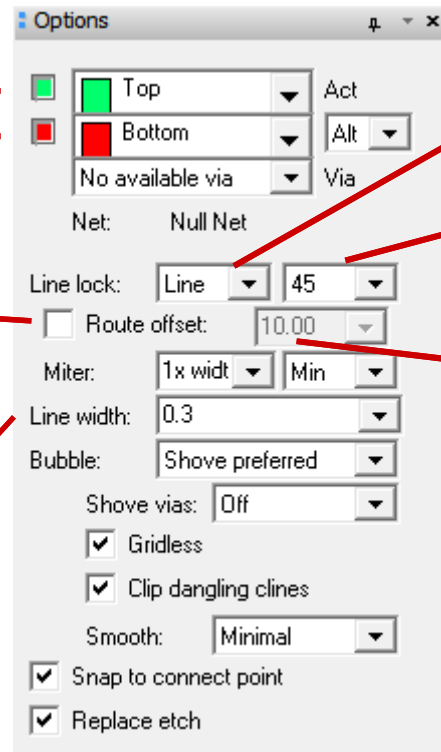 Options
Top Act
Bottom Alt
No available via Via
Net: Null Net
Line lock: Line 45
Route offset: 10.00
Miter: 1x widt Min
Line width: 0.3
Bubble: Shove preferred
Shove vias: Off
Gridless
Clip dangling clines
Smooth: Minimal
Snap to connect point
Replace etch